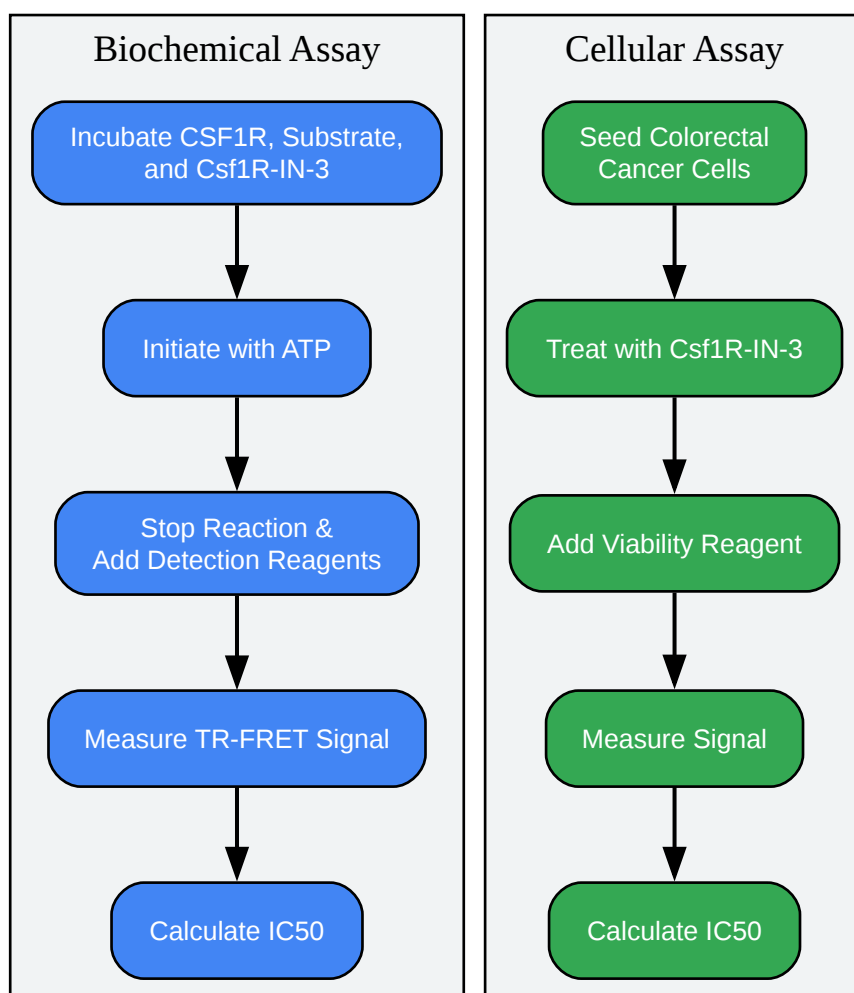 Biochemical Assay
Incubate CSF1R, Substrate,
and Csf1R-IN-3
Initiate with ATP
Stop Reaction &
Add Detection Reagents
Measure TR-FRET Signal
Calculate IC50
Cellular Assay
Seed Colorectal
Cancer Cells
Treat with Csf1R-IN-3
Add Viability Reagent
Measure Signal
Calculate IC50